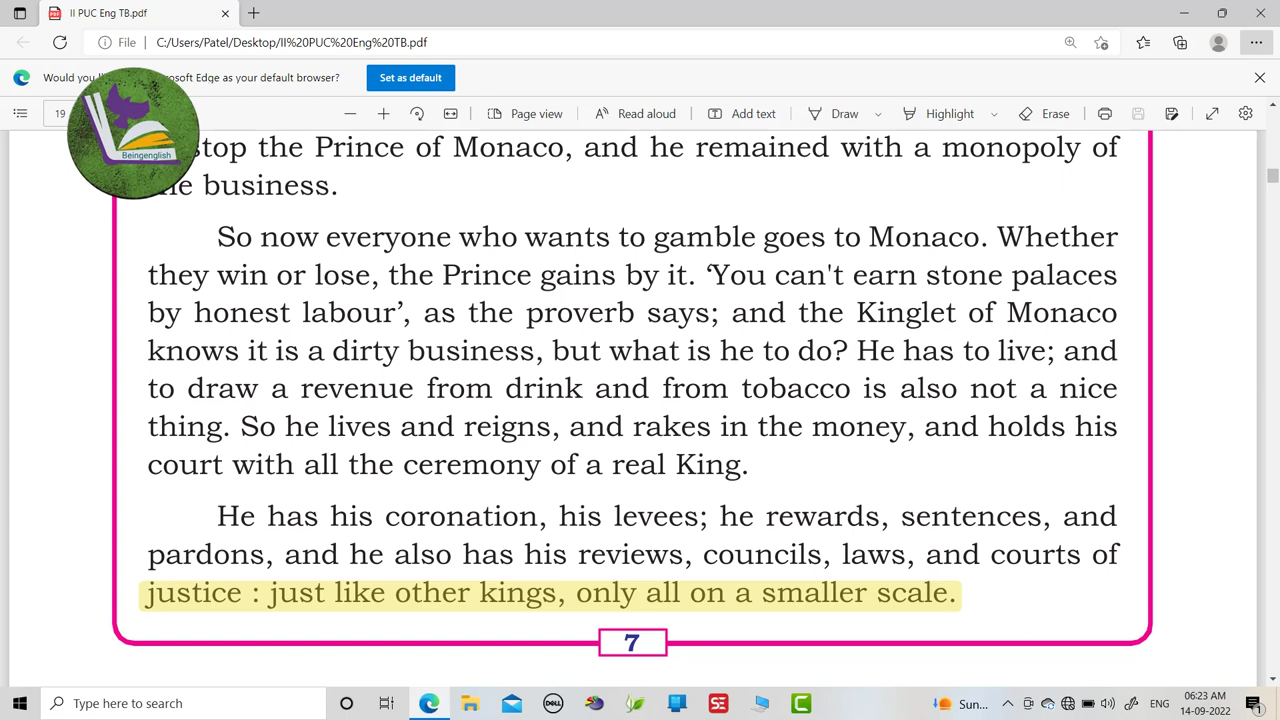 II PUC Eng TB.pdf
File C:/Users/Patel/Desktop/II%20PUC%20Eng%20TB.pdf
Would you osoft Edge as your default browser? Set as default
19 Page view Read aloud Add text Draw Highlight Erase
Beingenglish
stop the Prince of Monaco, and he remained with a monopoly of
he business.
So now everyone who wants to gamble goes to Monaco. Whether
they win or lose, the Prince gains by it. ‘You can't earn stone palaces
by honest labour’, as the proverb says; and the Kinglet of Monaco
knows it is a dirty business, but what is he to do? He has to live; and
to draw a revenue from drink and from tobacco is also not a nice
thing. So he lives and reigns, and rakes in the money, and holds his
court with all the ceremony of a real King.
He has his coronation, his levees; he rewards, sentences, and
pardons, and he also has his reviews, councils, laws, and courts of
justice : just like other kings, only all on a smaller scale.
7
Type here to search DELL SE C Sun... ENG 06:23 AM
14-09-2022